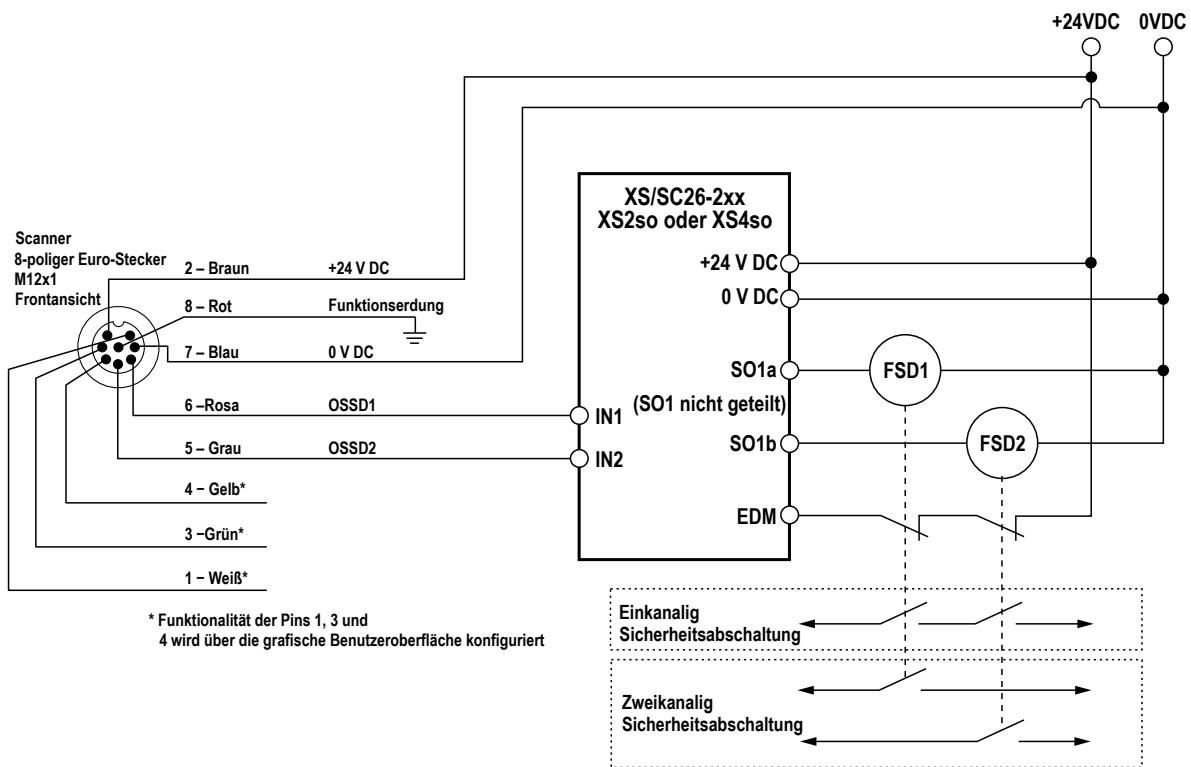 +24VDC 0VDC
XS/SC26-2xx
XS2so oder XS4so
Scanner
8-poliger Euro-Stecker
M12x1
Frontansicht
2 – Braun +24 V DC
8 – Rot Funktionserdung
7 – Blau 0 V DC
6 –Rosa OSSD1
5 – Grau OSSD2
4 – Gelb*
3 –Grün*
1 – Weiß*
* Funktionalität der Pins 1, 3 und
4 wird über die grafische Benutzeroberfläche konfiguriert
+24 V DC
0 V DC
SO1a
(SO1 nicht geteilt)
IN1
SO1b
IN2
EDM
FSD1
FSD2
Einkanalig
Sicherheitsabschaltung
Zweikanalig
Sicherheitsabschaltung